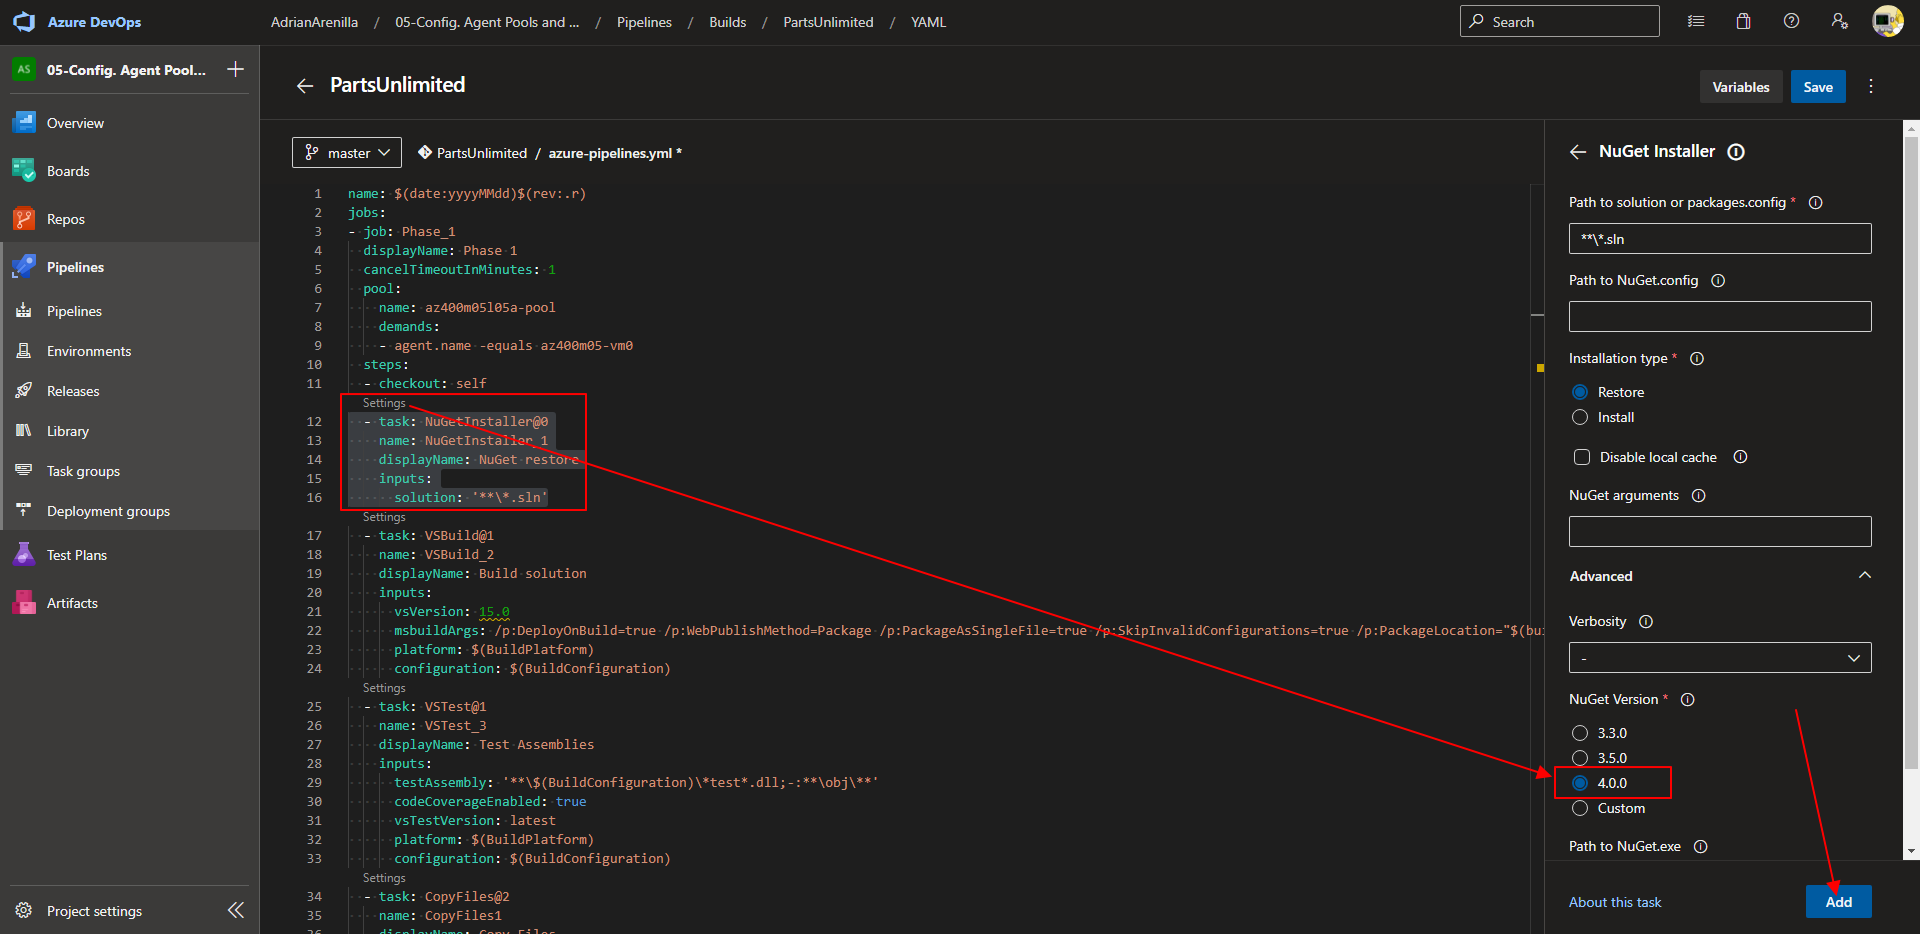 Azure DevOps
AdrianArenilla / 05-Config. Agent Pools and ... / Pipelines / Builds / PartsUnlimited / YAML
Search
AS 05-Config. Agent Pool...
Overview
Boards
Repos
Pipelines
Pipelines
Environments
Releases
Library
Task groups
Deployment groups
Test Plans
Artifacts
Project settings
PartsUnlimited
Variables
Save
master
PartsUnlimited / azure-pipelines.yml *
1 name: $(date:yyyyMMdd)$(rev:.r)
2 jobs:
3 - job: Phase_1
4 displayName: Phase 1
5 cancelTimeoutInMinutes: 1
6 pool:
7 name: az400m05l05a-pool
8 demands:
9 - agent.name -equals az400m05-vm0
10 steps:
11 - checkout: self
Settings
12 - task: NuGetInstaller@0
13 name: NuGetInstaller_1
14 displayName: NuGet restore
15 inputs:
16 solution: '**\*.sln'
Settings
17 - task: VSBuild@1
18 name: VSBuild_2
19 displayName: Build solution
20 inputs:
21 vsVersion: 15.0
22 msbuildArgs: /p:DeployOnBuild=true /p:WebPublishMethod=Package /p:PackageAsSingleFile=true /p:SkipInvalidConfigurations=true /p:PackageLocation="$(bu
23 platform: $(BuildPlatform)
24 configuration: $(BuildConfiguration)
Settings
25 - task: VSTest@1
26 name: VSTest_3
27 displayName: Test Assemblies
28 inputs:
29 testAssembly: '**\$(BuildConfiguration)\*test*.dll;-:**\obj\**'
30 codeCoverageEnabled: true
31 vsTestVersion: latest
32 platform: $(BuildPlatform)
33 configuration: $(BuildConfiguration)
Settings
34 - task: CopyFiles@2
35 name: CopyFiles1
36 displayName: Copy Files
NuGet Installer
Path to solution or packages.config *
**\*.sln
Path to NuGet.config
Installation type *
Restore
Install
Disable local cache
NuGet arguments
Advanced
Verbosity
-
NuGet Version *
3.3.0
3.5.0
4.0.0
Custom
Path to NuGet.exe
About this task
Add